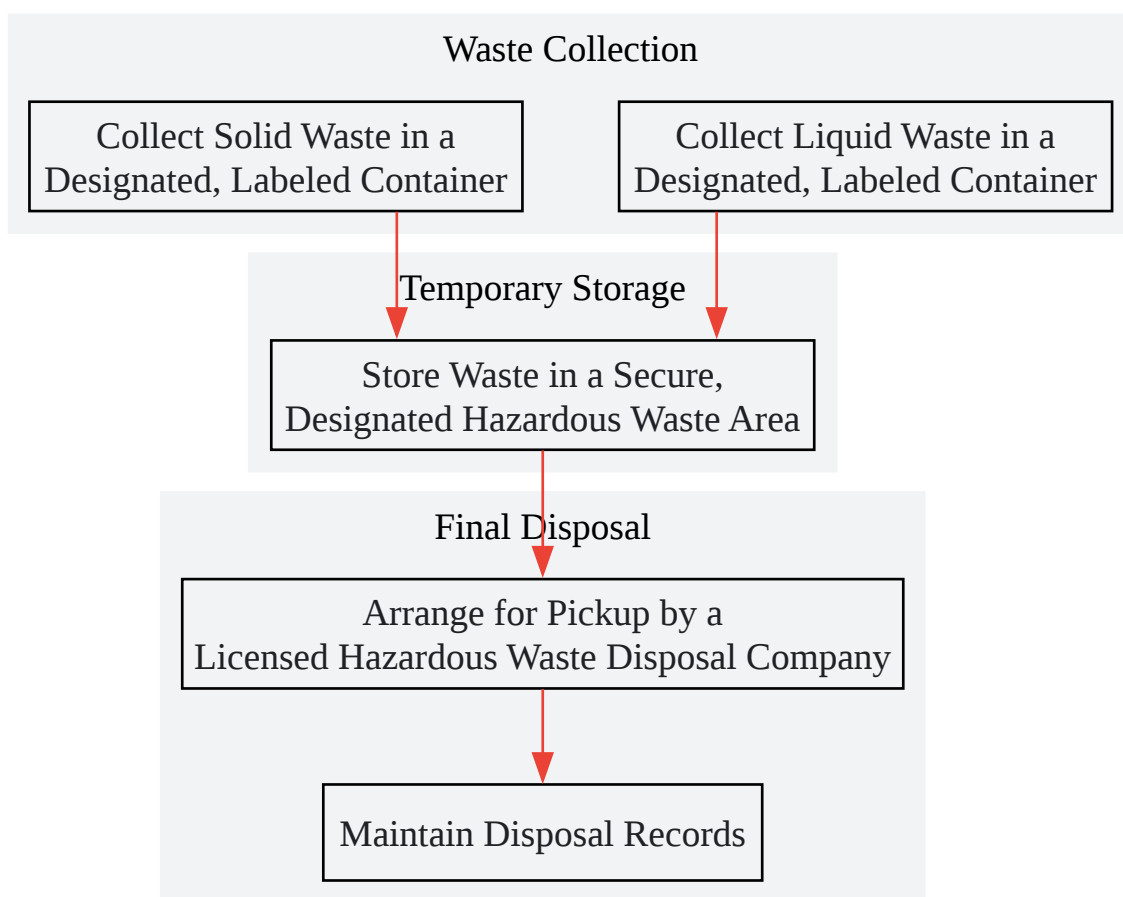 Waste Collection
Collect Solid Waste in a
Designated, Labeled Container
Collect Liquid Waste in a
Designated, Labeled Container
Temporary Storage
Store Waste in a Secure,
Designated Hazardous Waste Area
Final Disposal
Arrange for Pickup by a
Licensed Hazardous Waste Disposal Company
Maintain Disposal Records